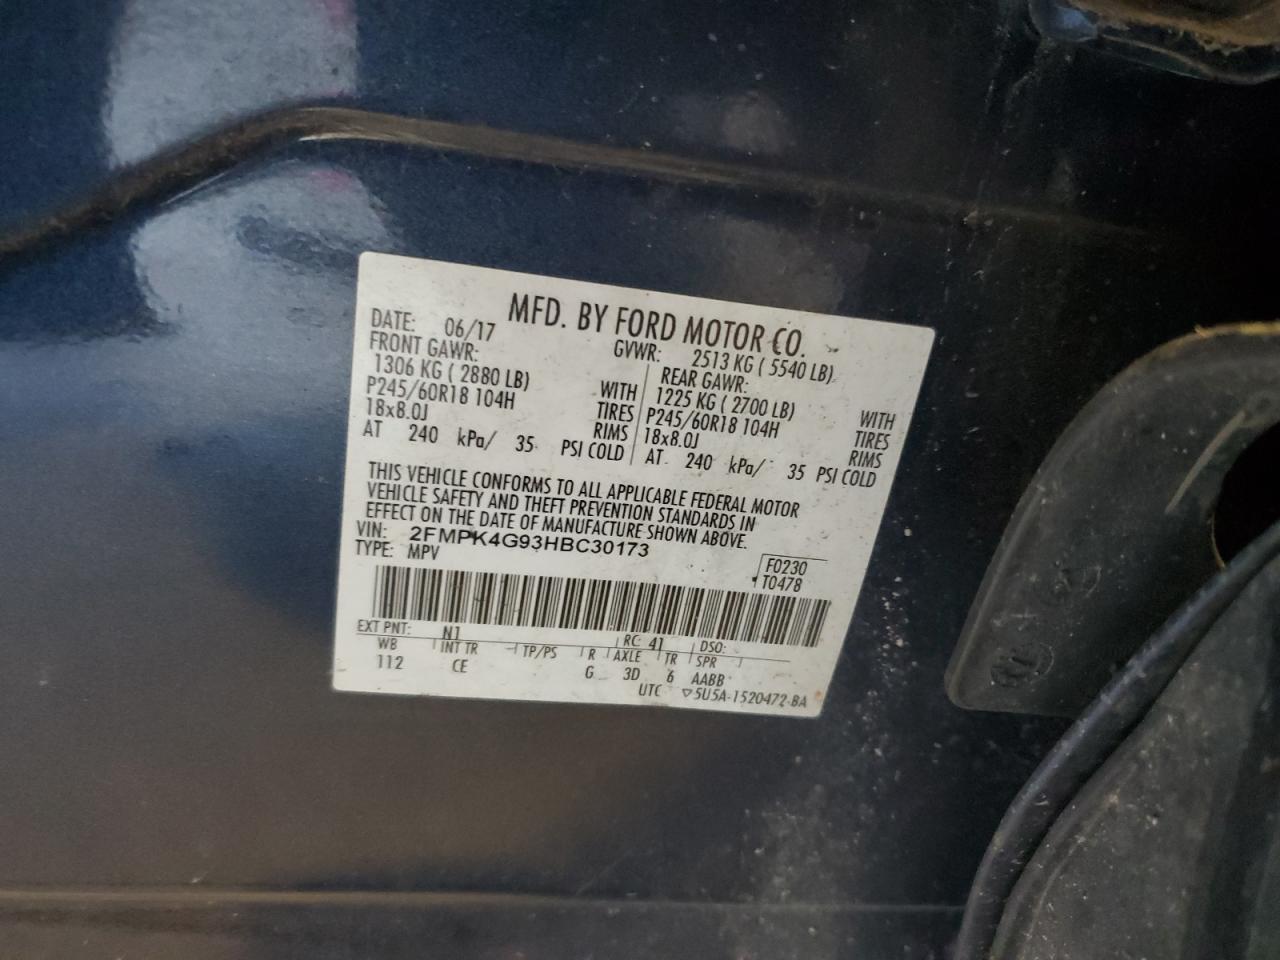 MFD. BY FORD MOTOR CO.
DATE: 06/17 GVWR: 2513 KG ( 5540 LB)
FRONT GAWR: REAR GAWR:
1306 KG ( 2880 LB) WITH 1225 KG ( 2700 LB) WITH
P245/60R18 104H TIRES P245/60R18 104H TIRES
18x8.0J RIMS 18x8.0J RIMS
AT 240 kPa/ 35 PSI COLD AT 240 kPa/ 35 PSI COLD
THIS VEHICLE CONFORMS TO ALL APPLICABLE FEDERAL MOTOR
VEHICLE SAFETY AND THEFT PREVENTION STANDARDS IN
EFFECT ON THE DATE OF MANUFACTURE SHOWN ABOVE.
VIN: 2FMPK4G93HBC30173
TYPE: MPV F0230
T0478
EXT PNT: N1 RC: 41 DSO:
WB INT TR TP/PS R AXLE TR SPR
112 CE G 3D 6 AABB
UTC ▽5U5A-1520472-BA